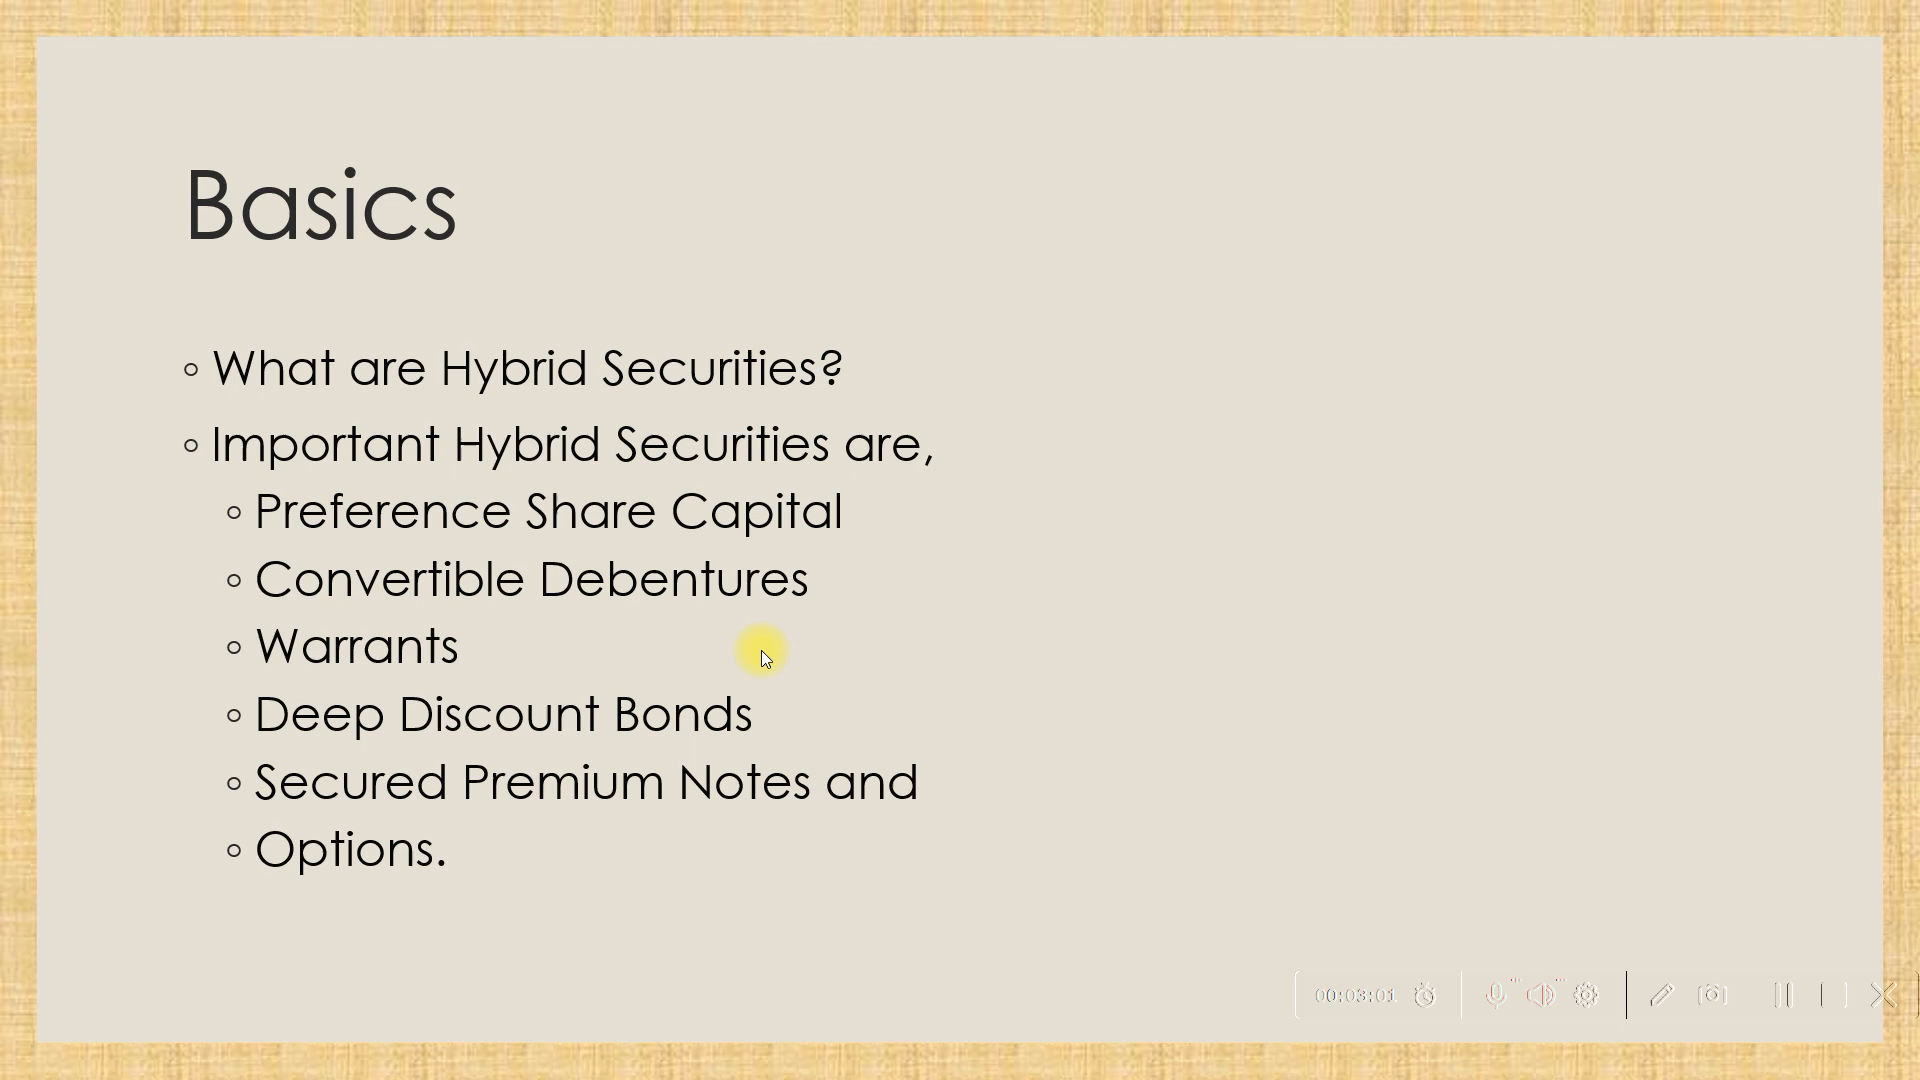 Basics
◦ What are Hybrid Securities?
◦ Important Hybrid Securities are,
◦ Preference Share Capital
◦ Convertible Debentures
◦ Warrants
◦ Deep Discount Bonds
◦ Secured Premium Notes and
◦ Options.
00:03:01